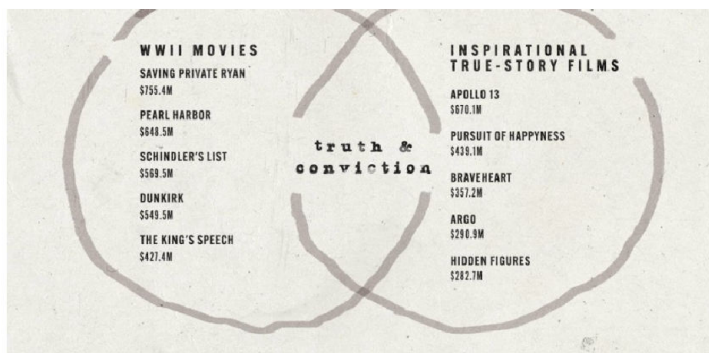 WWII MOVIES
SAVING PRIVATE RYAN
$755.4M
PEARL HARBOR
$648.5M
SCHINDLER'S LIST
$569.5M
DUNKIRK
$549.5M
THE KING'S SPEECH
$427.4M
truth &
conviction
INSPIRATIONAL
TRUE-STORY FILMS
APOLLO 13
$670.1M
PURSUIT OF HAPPYNESS
$439.1M
BRAVEHEART
$357.2M
ARGO
$290.9M
HIDDEN FIGURES
$282.7M